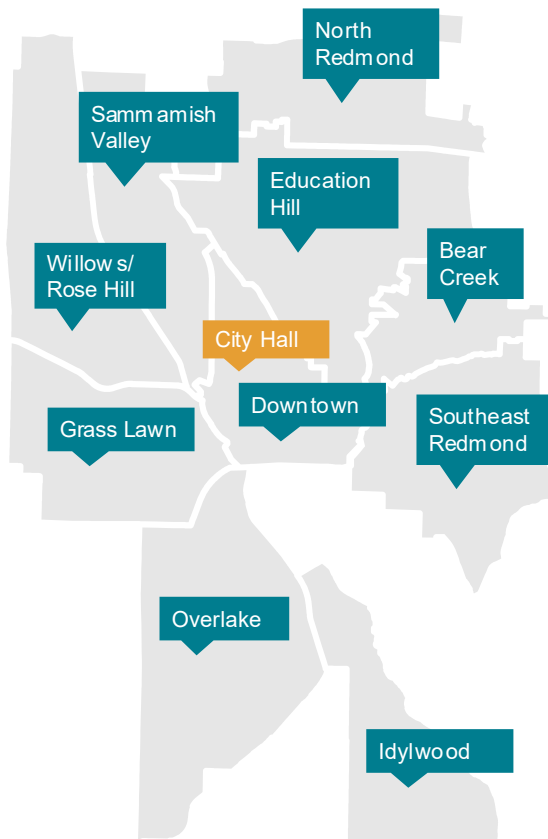 North
Redmond
Sammamish
Valley
Education
Hill
Bear
Creek
Willows/
Rose Hill
City Hall
Downtown
Southeast
Redmond
Grass Lawn
Overlake
Idylwood